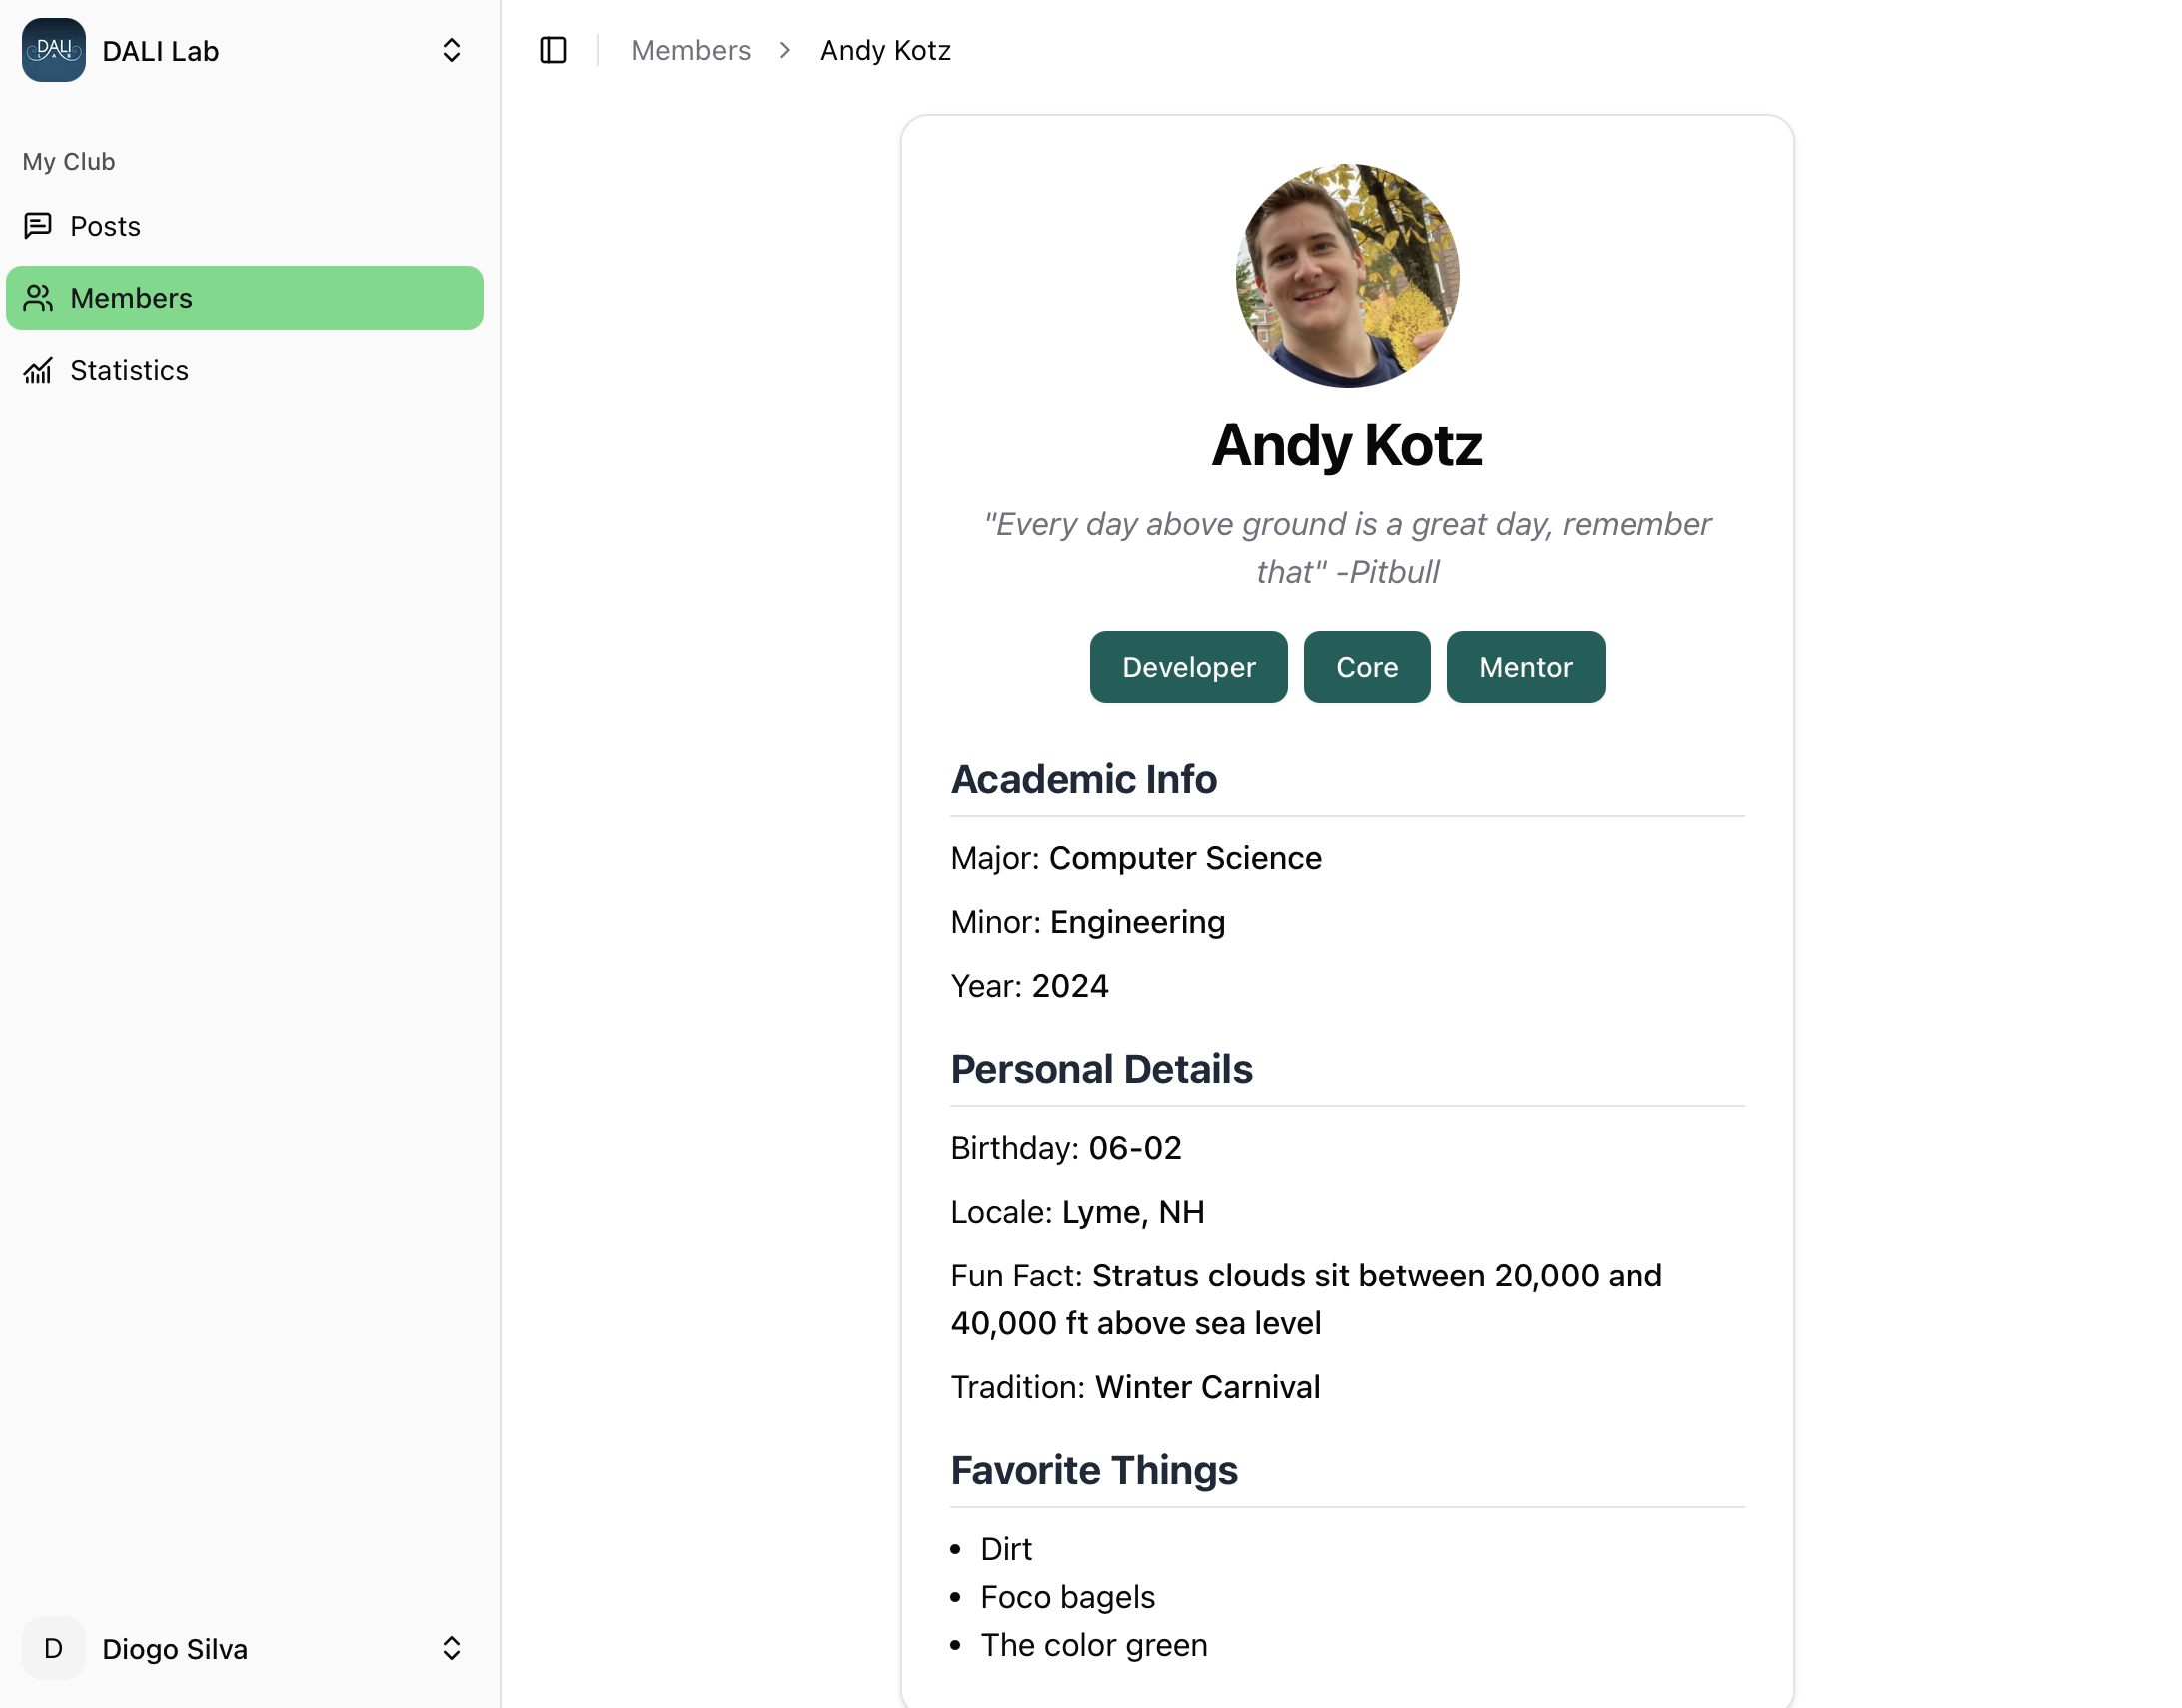 DALI
LAB
DALI Lab
My Club
Posts
Members
Statistics
D
Diogo Silva
Members > Andy Kotz
Andy Kotz
"Every day above ground is a great day, remember
that" -Pitbull
Developer
Core
Mentor
Academic Info
Major: Computer Science
Minor: Engineering
Year: 2024
Personal Details
Birthday: 06-02
Locale: Lyme, NH
Fun Fact: Stratus clouds sit between 20,000 and
40,000 ft above sea level
Tradition: Winter Carnival
Favorite Things
• Dirt
• Foco bagels
• The color green